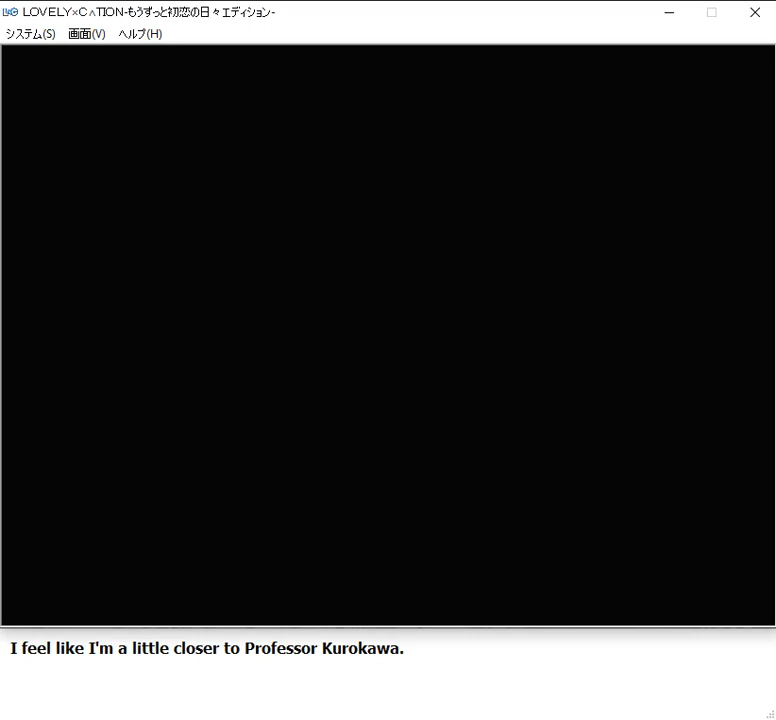 LOVELY×C∧TION-もうずっと初恋の日々エディション-
システム(S) 画面(V) ヘルプ(H)
I feel like I'm a little closer to Professor Kurokawa.